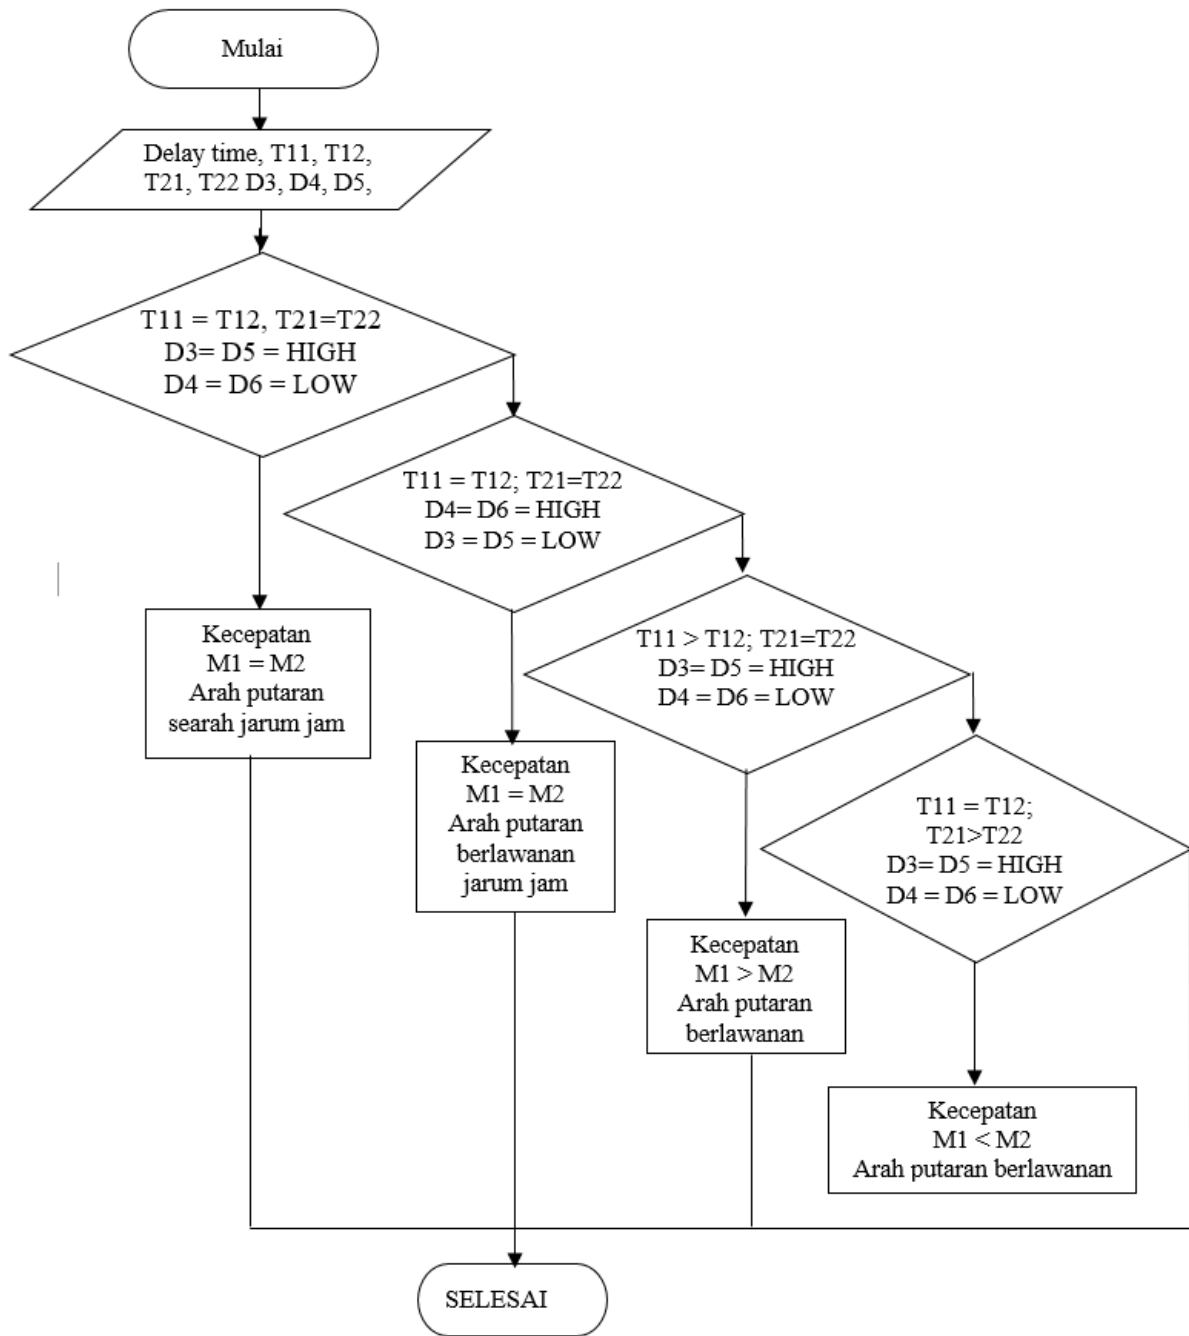 Mulai
Delay time, T11, T12,
T21, T22 D3, D4, D5,
T11 = T12, T21=T22
D3= D5 = HIGH
D4 = D6 = LOW
T11 = T12; T21=T22
D4= D6 = HIGH
D3 = D5 = LOW
T11 > T12; T21=T22
D3= D5 = HIGH
D4 = D6 = LOW
T11 = T12;
T21>T22
D3= D5 = HIGH
D4 = D6 = LOW
Kecepatan
M1 = M2
Arah putaran
searah jarum jam
Kecepatan
M1 = M2
Arah putaran
berlawanan
jarum jam
Kecepatan
M1 > M2
Arah putaran
berlawanan
Kecepatan
M1 < M2
Arah putaran berlawanan
SELESAI